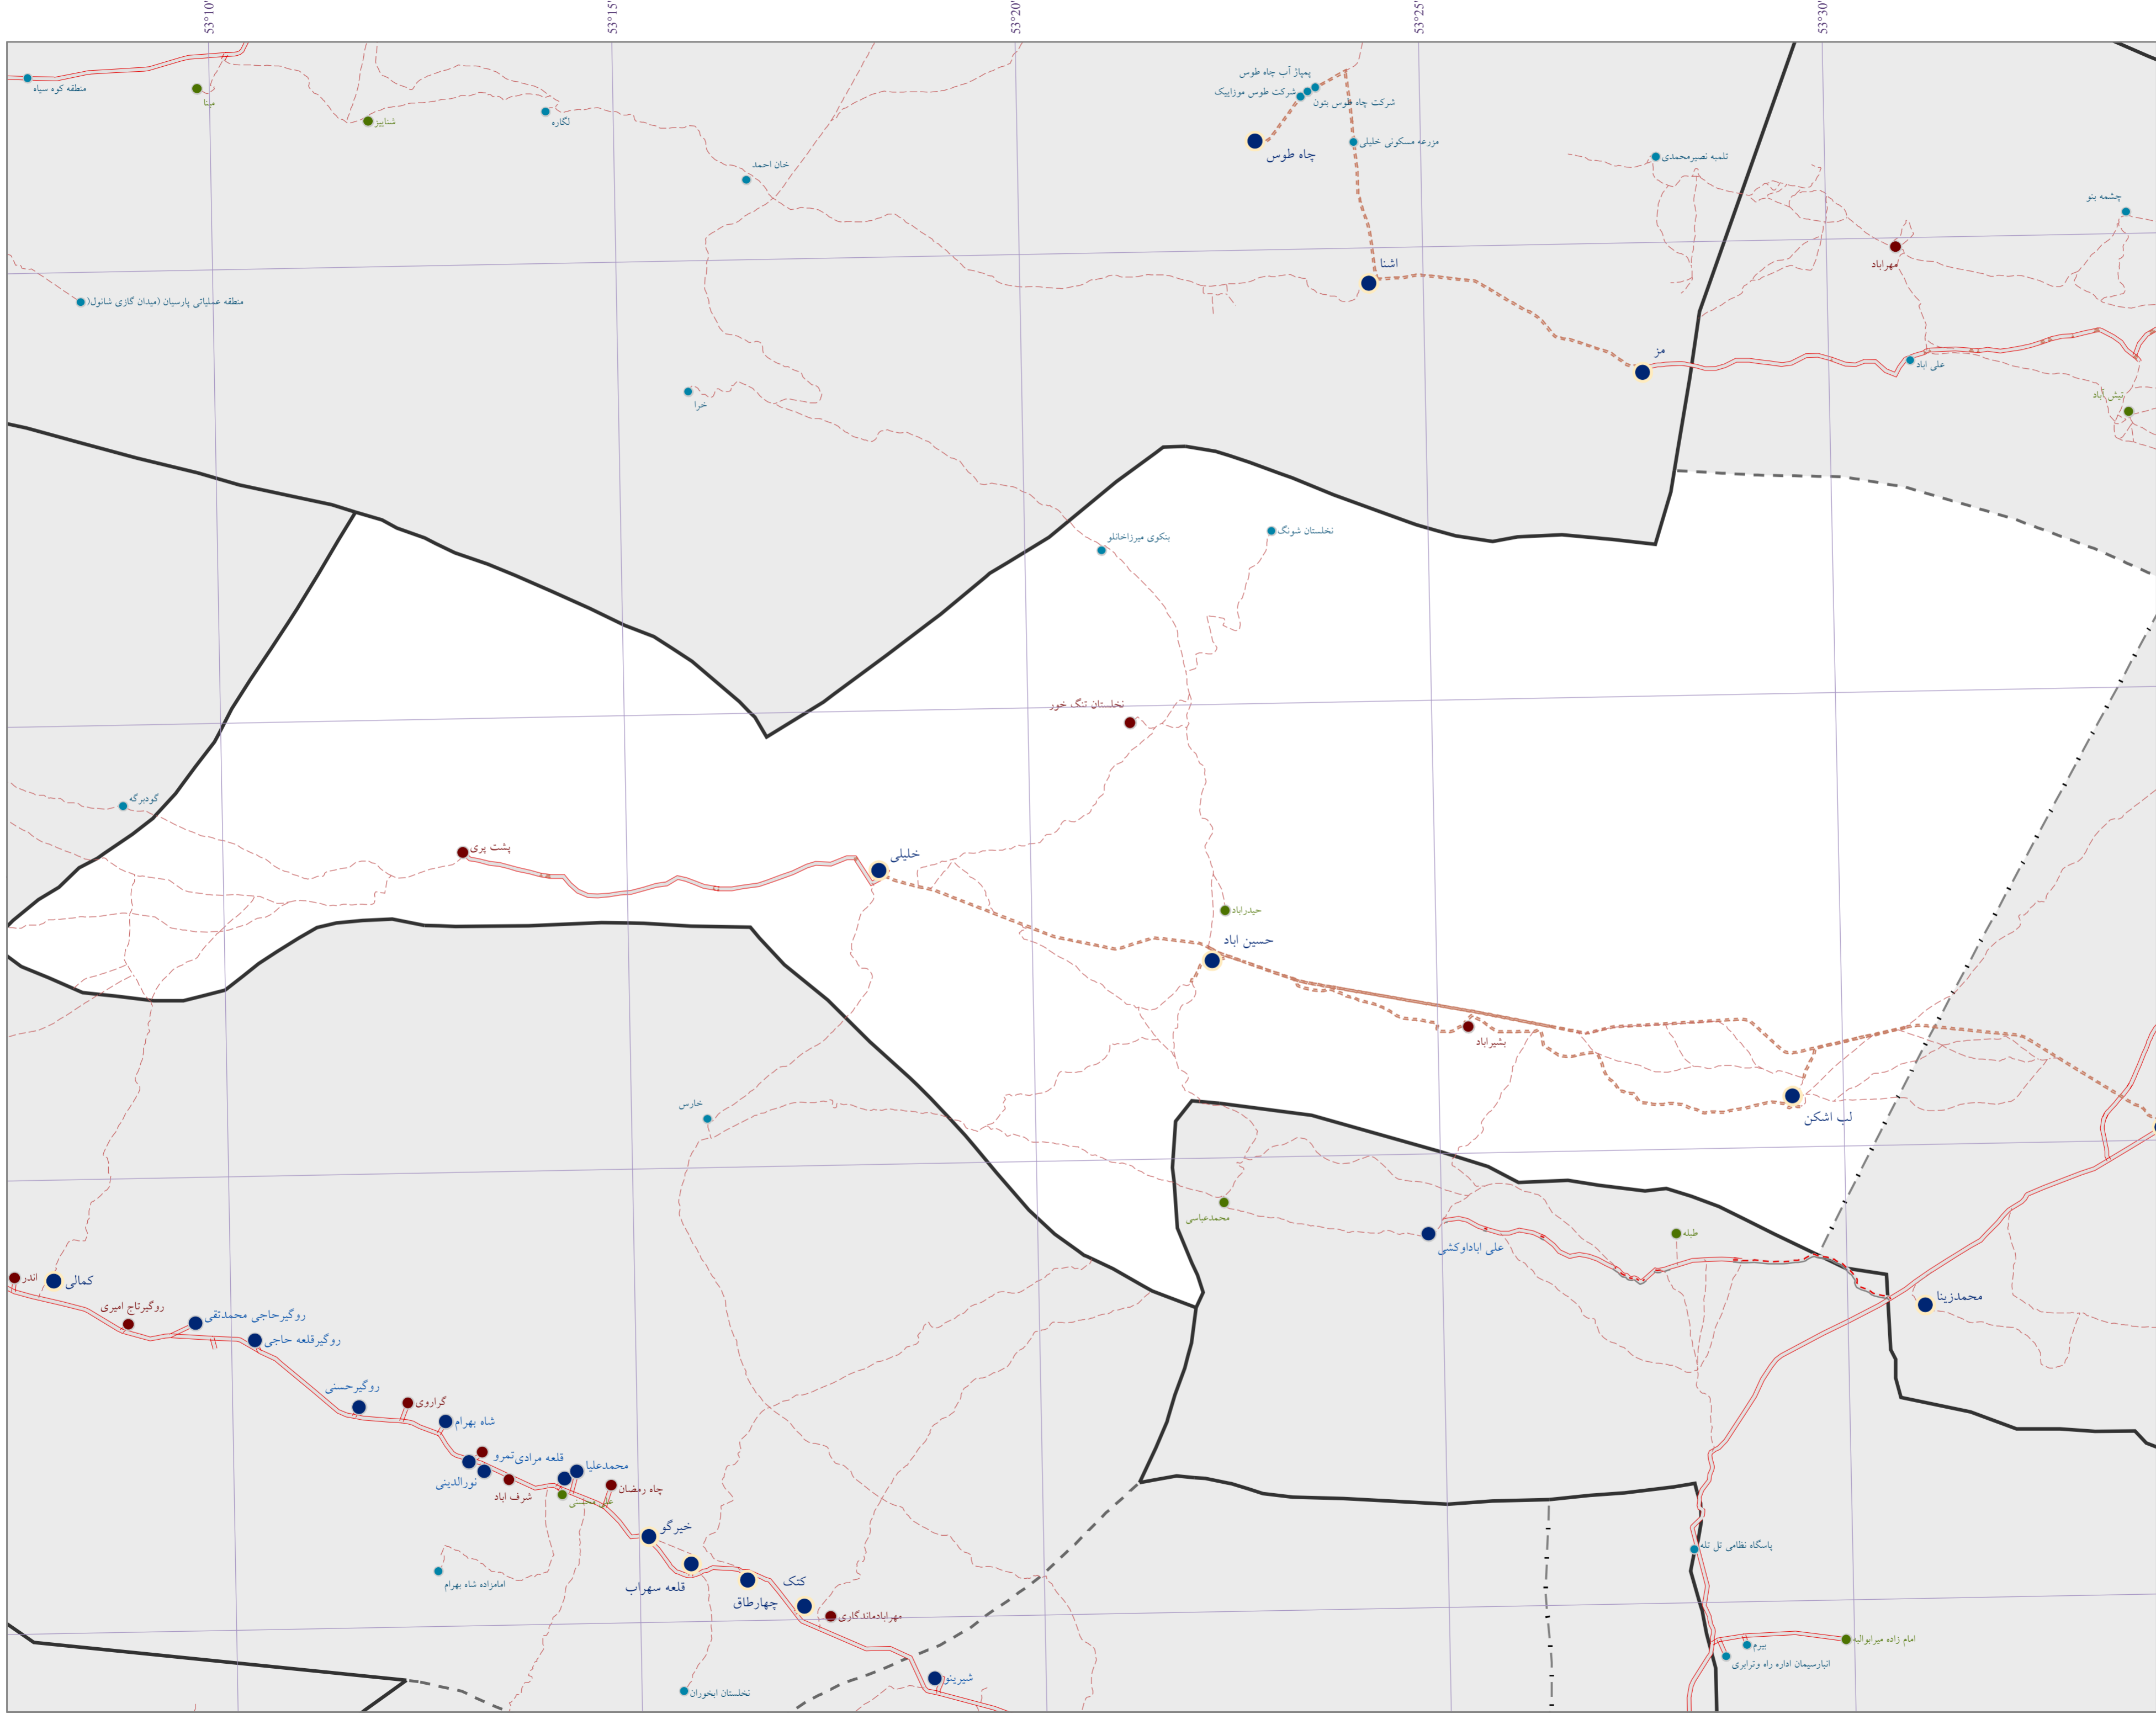 53°10'
53°15'
53°20'
53°25'
53°30'
منطقه کوه سیاه
مینا
شنابیز
لگاره
خان احمد
پمپاژ آب چاه طوس
شرکت طوس موزاییک
شرکت چاه طوس بتون
چاه طوس
مزرعه مسکونی خلیلی
تلمبه نصیرمحمدی
چشمه بنو
مهراباد
اشنا
منطقه عملیاتی پارسیان (میدان گازی شانول(
مز
علی اباد
نیش آباد
خرا
بنکوی میرزاخانلو
نخلستان شونگ
نخلستان تنگ خور
گودبرگه
پشت پری
خلیلی
حیدراباد
حسین اباد
بشیراباد
لب اشکن
خارس
محمدعباسی
علی اباداوکشی
طبله
محمدزینا
اندر
کمالی
روگیرتاج امیری
روگیرحاجی محمدتقی
روگیرقلعه حاجی
روگیرحسنی
گراروی
شاه بهرام
تمرو
قلعه مرادی
محمدعلیا
نورالدینی
شرف اباد
چاه رمضان
خیرگو
قلعه سهراب
کتک
چهارطاق
مهرابادماندگاری
امامزاده شاه بهرام
شیرینو
نخلستان ابخوران
پاسگاه نظامی تل تله
بیرم
امام زاده میرابوالبه
انبارسیمان اداره راه وترابری